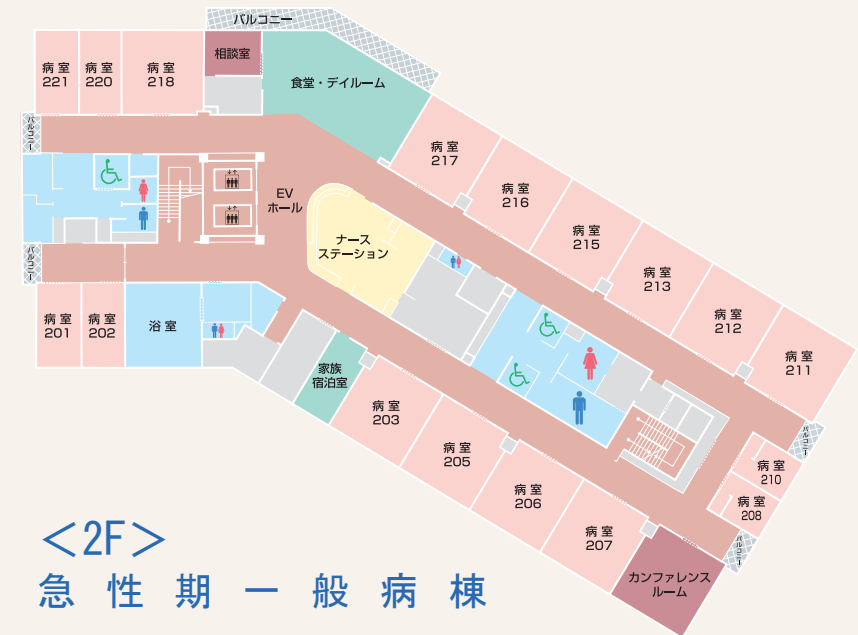 バルコニー
相談室
病室
221
病室
220
病室
218
食堂・デイルーム
バルコニー
病室
217
病室
216
EV
ホール
ナース
ステーション
病室
215
バルコニー
病室
213
病室
201
病室
202
浴室
病室
212
病室
211
家族
宿泊室
病室
203
病室
205
病室
206
病室
207
バルコニー
病室
210
病室
208
バルコニー
カンファレンス
ルーム
<2F>
急性期一般病棟